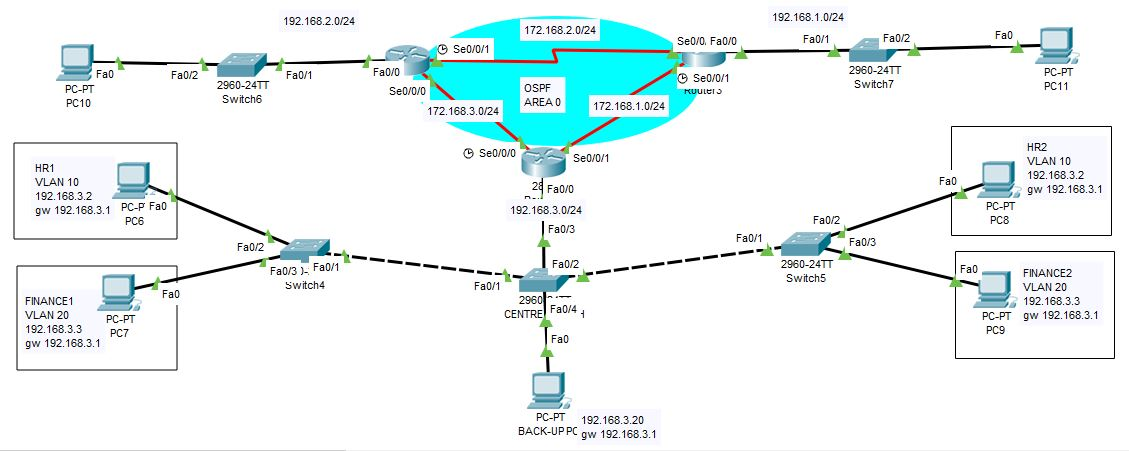 192.168.2.0/24
192.168.1.0/24
172.168.2.0/24
Se0/0/1
Fa0/0
Fa0/1
Fa0/2
Fa0
PC-PT
PC10
Fa0
Fa0/2
Fa0/1
2960-24TT
Switch6
Fa0/0
Se0/0/0
OSPF
AREA 0
Se0/0/1
2960-24TT
Switch7
PC-PT
PC11
172.168.3.0/24
172.168.1.0/24
Se0/0/0
Se0/0/1
Fa0/0
192.168.3.0/24
HR1
VLAN 10
192.168.3.2
gw 192.168.3.1
Fa0
PC6
HR2
VLAN 10
192.168.3.2
gw 192.168.3.1
Fa0
PC-PT
PC8
Fa0/2
Fa0/3
Fa0/1
Switch4
Fa0/3
Fa0/2
Fa0/1
Fa0/4
Fa0/1
Fa0/2
Fa0/3
2960-24TT
Switch5
FINANCE1
VLAN 20
192.168.3.3
gw 192.168.3.1
Fa0
PC-PT
PC7
FINANCE2
VLAN 20
192.168.3.3
gw 192.168.3.1
Fa0
PC-PT
PC9
Fa0
PC-PT
BACK-UP PC
192.168.3.20
gw 192.168.3.1